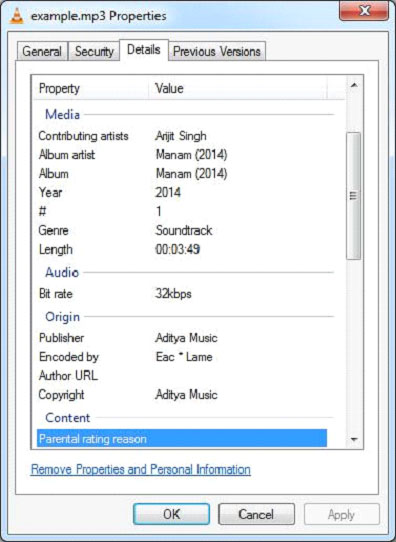 example.mp3 Properties
General Security Details Previous Versions
Property Value
Media
Contributing artists Arijit Singh
Album artist Manam (2014)
Album Manam (2014)
Year 2014
# 1
Genre Soundtrack
Length 00:03:49
Audio
Bit rate 32kbps
Origin
Publisher Aditya Music
Encoded by Eac * Lame
Author URL
Copyright Aditya Music
Content
Parental rating reason
Remove Properties and Personal Information
OK Cancel Apply